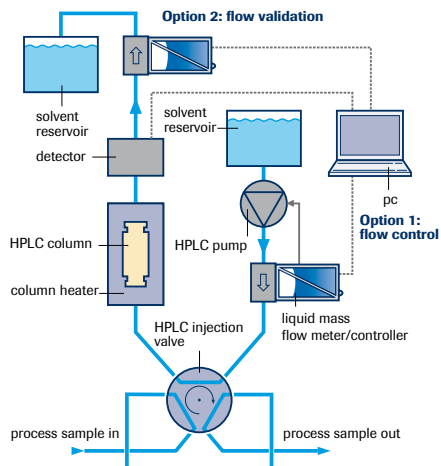 Option 2: flow validation
solvent
reservoir
solvent
reservoir
detector
pc
Option 1:
flow control
HPLC column
HPLC pump
column heater
liquid mass
flow meter/controller
HPLC injection
valve
process sample in
process sample out